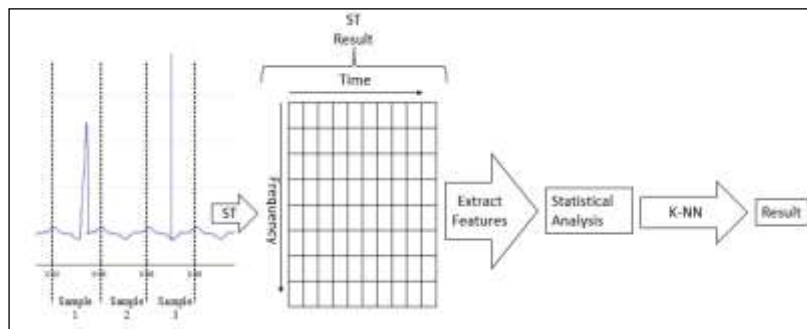 ST
Result
Time
Frequency
ST
Extract
Features
Statistical
Analysis
K-NN
Result
Sample
1
Sample
2
Sample
3